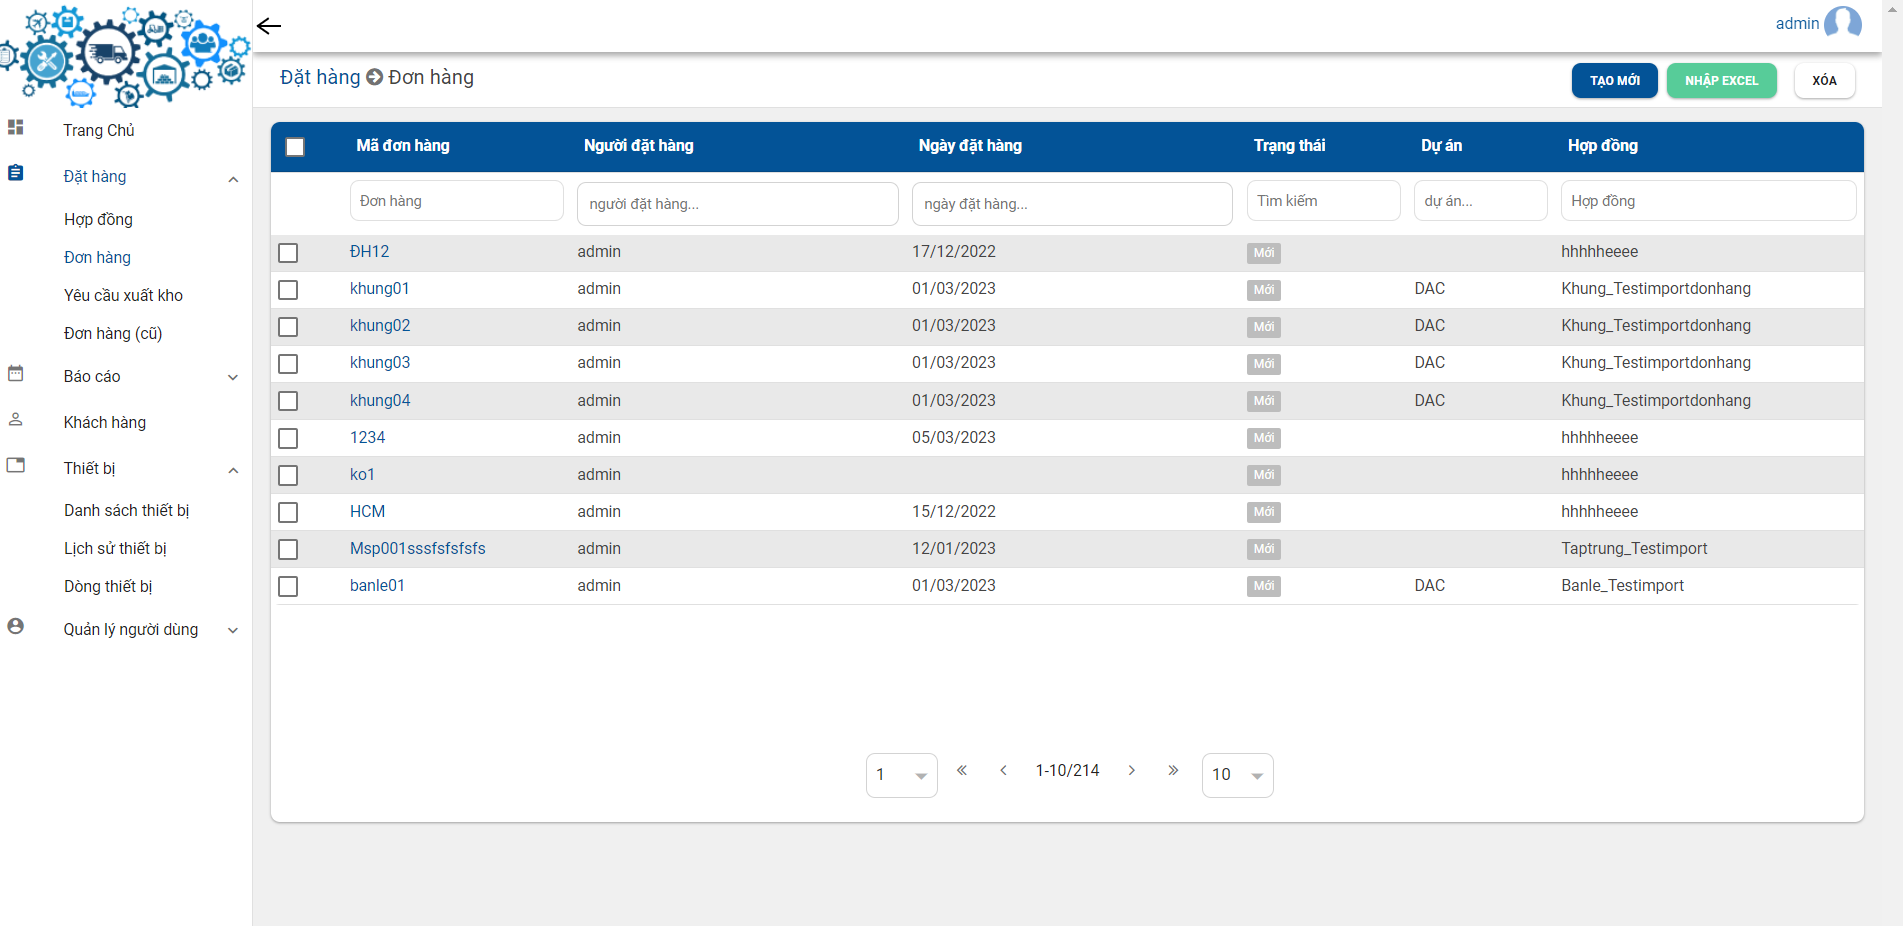 admin
Trang Chủ
Đặt hàng
Hợp đồng
Đơn hàng
Yêu cầu xuất kho
Đơn hàng (cũ)
Báo cáo
Khách hàng
Thiết bị
Danh sách thiết bị
Lịch sử thiết bị
Dòng thiết bị
Quản lý người dùng
Đặt hàng Đơn hàng
TẠO MỚI NHẬP EXCEL XÓA
Mã đơn hàng Người đặt hàng Ngày đặt hàng Trạng thái Dự án Hợp đồng
Đơn hàng người đặt hàng... ngày đặt hàng... Tìm kiếm dự án... Hợp đồng
ĐH12 admin 17/12/2022 Mới hhhhheeee
khung01 admin 01/03/2023 Mới DAC Khung_Testimportdonhang
khung02 admin 01/03/2023 Mới DAC Khung_Testimportdonhang
khung03 admin 01/03/2023 Mới DAC Khung_Testimportdonhang
khung04 admin 01/03/2023 Mới DAC Khung_Testimportdonhang
1234 admin 05/03/2023 Mới hhhhheeee
ko1 admin Mới hhhhheeee
HCM admin 15/12/2022 Mới hhhhheeee
Msp001sssfsfsfsfs admin 12/01/2023 Mới Taptrung_Testimport
banle01 admin 01/03/2023 Mới DAC Banle_Testimport
1 « ‹ 1-10/214 › » 10